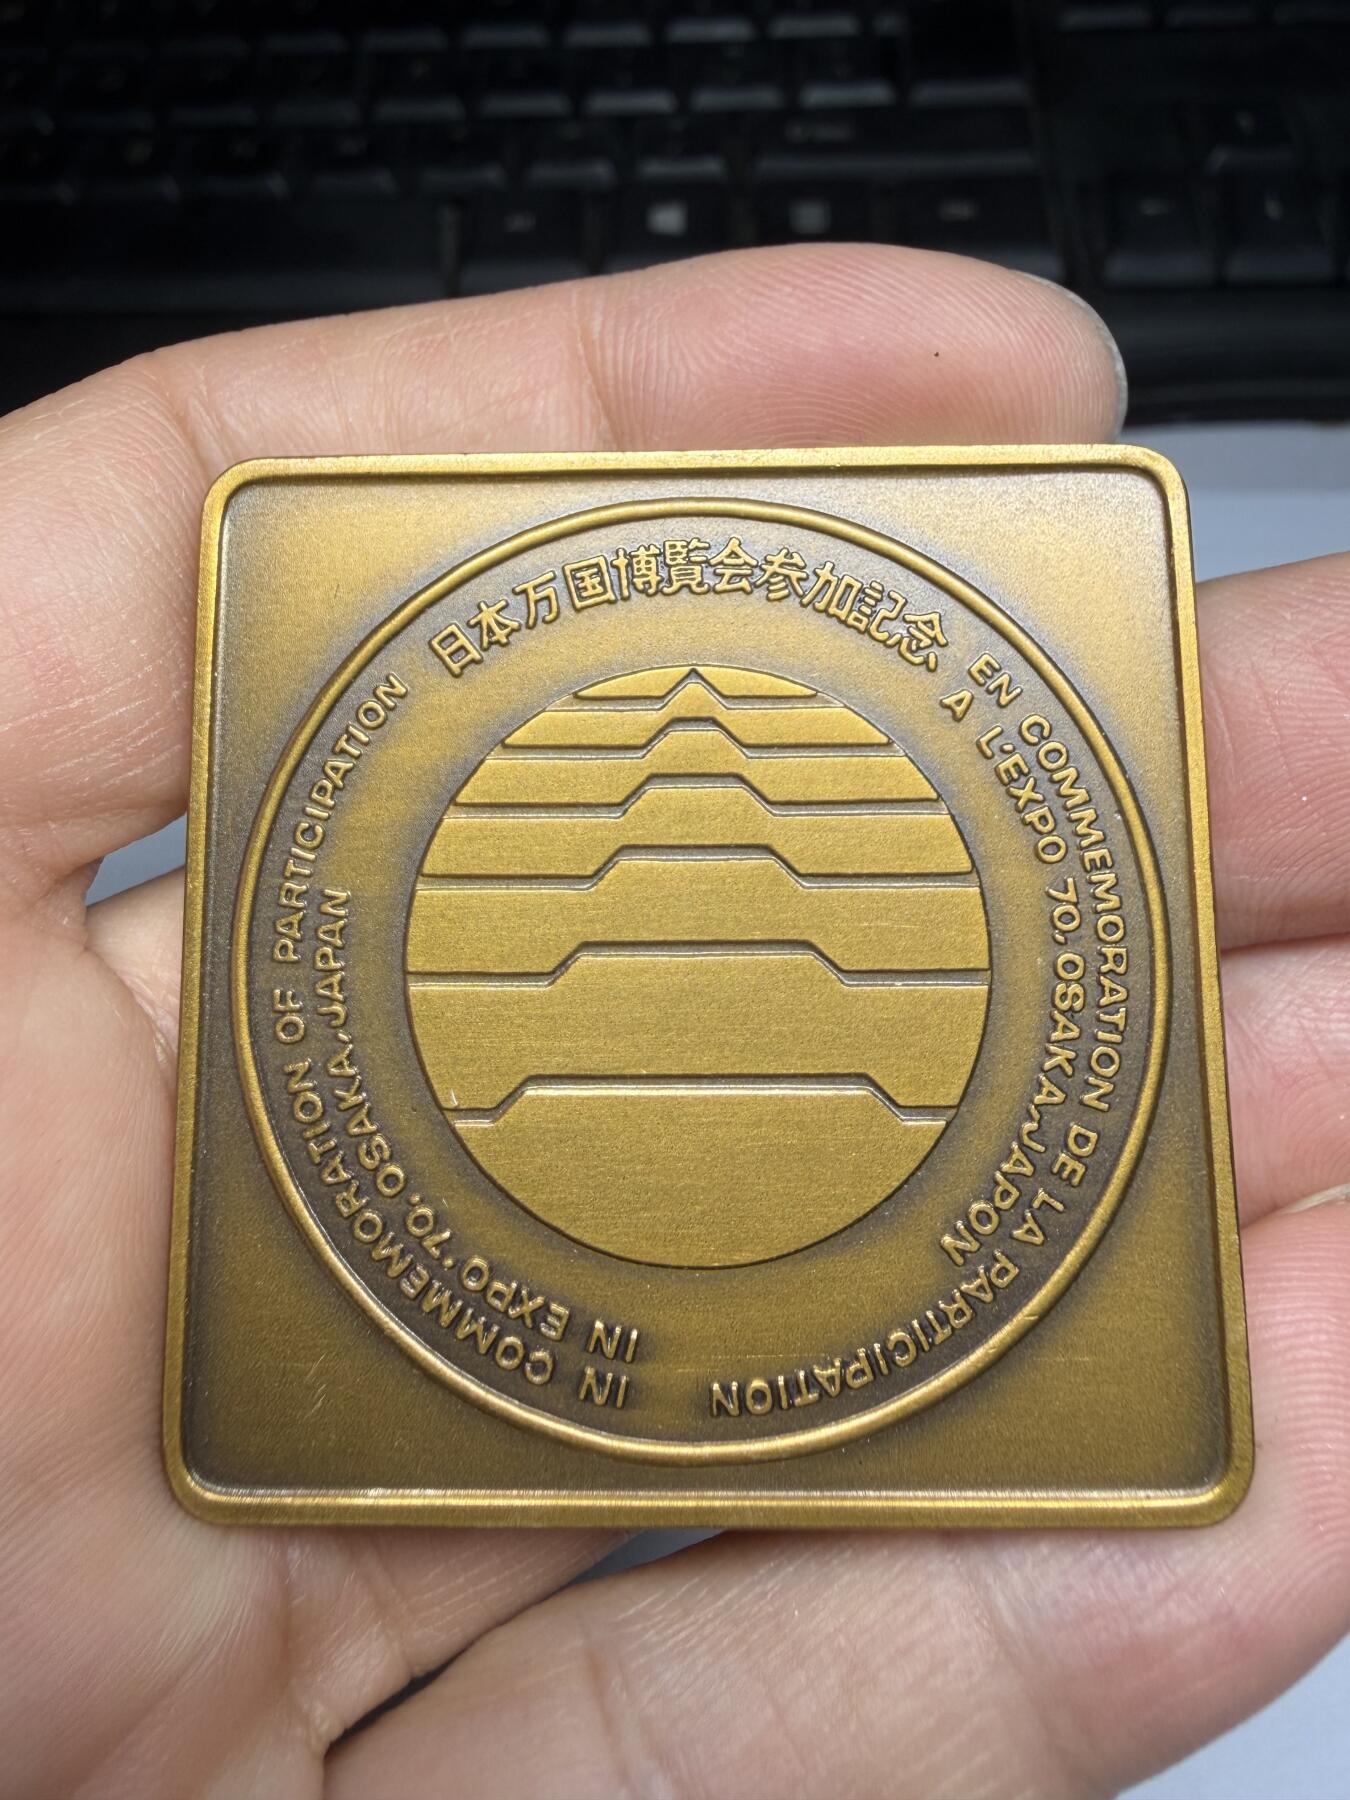 日本万国博覧会参加記念
EN COMMEMORATION DE LA PARTICIPATION
A L'EXPO 70, OSAKA, JAPON
IN COMMEMORATION OF PARTICIPATION
IN EXPO '70, OSAKA, JAPAN